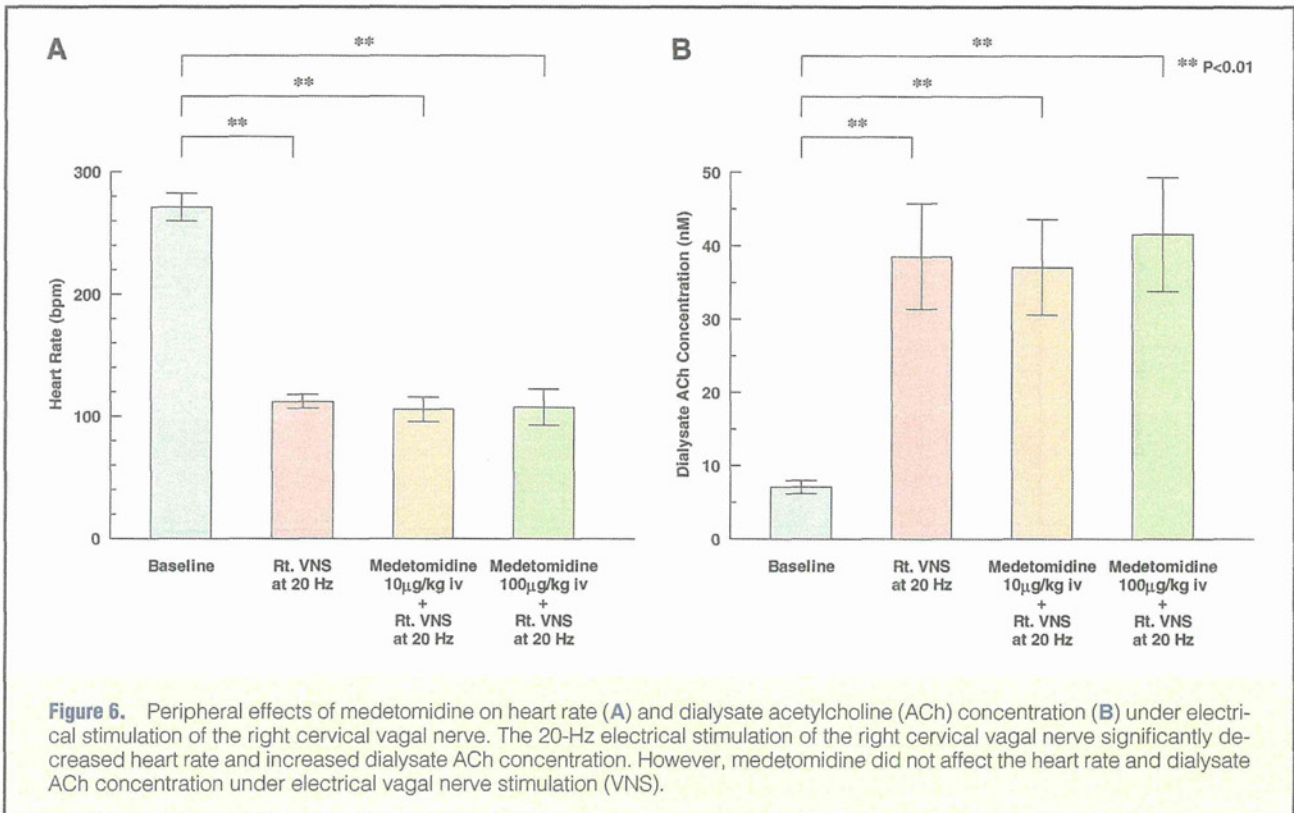 A
**
**
**
300
200
100
0
Heart Rate (bpm)
Baseline
Rt. VNS
at 20 Hz
Medetomidine
10µg/kg iv
+
Rt. VNS
at 20 Hz
Medetomidine
100µg/kg iv
+
Rt. VNS
at 20 Hz
B
**
** P<0.01
**
**
50
40
30
20
10
0
Dialysate ACh Concentration (nM)
Baseline
Rt. VNS
at 20 Hz
Medetomidine
10µg/kg iv
+
Rt. VNS
at 20 Hz
Medetomidine
100µg/kg iv
+
Rt. VNS
at 20 Hz
Figure 6. Peripheral effects of medetomidine on heart rate (A) and dialysate acetylcholine (ACh) concentration (B) under electri-
cal stimulation of the right cervical vagal nerve. The 20-Hz electrical stimulation of the right cervical vagal nerve significantly de-
creased heart rate and increased dialysate ACh concentration. However, medetomidine did not affect the heart rate and dialysate
ACh concentration under electrical vagal nerve stimulation (VNS).